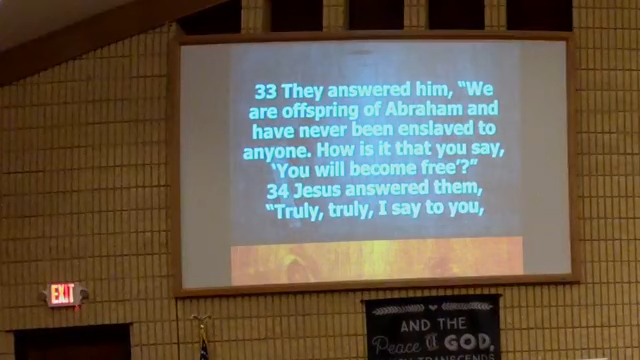 33 They answered him, “We
are offspring of Abraham and
have never been enslaved to
anyone. How is it that you say,
‘You will become free’?”
34 Jesus answered them,
“Truly, truly, I say to you,
EXIT
AND THE
Peace of GOD,
TRANSCENDS